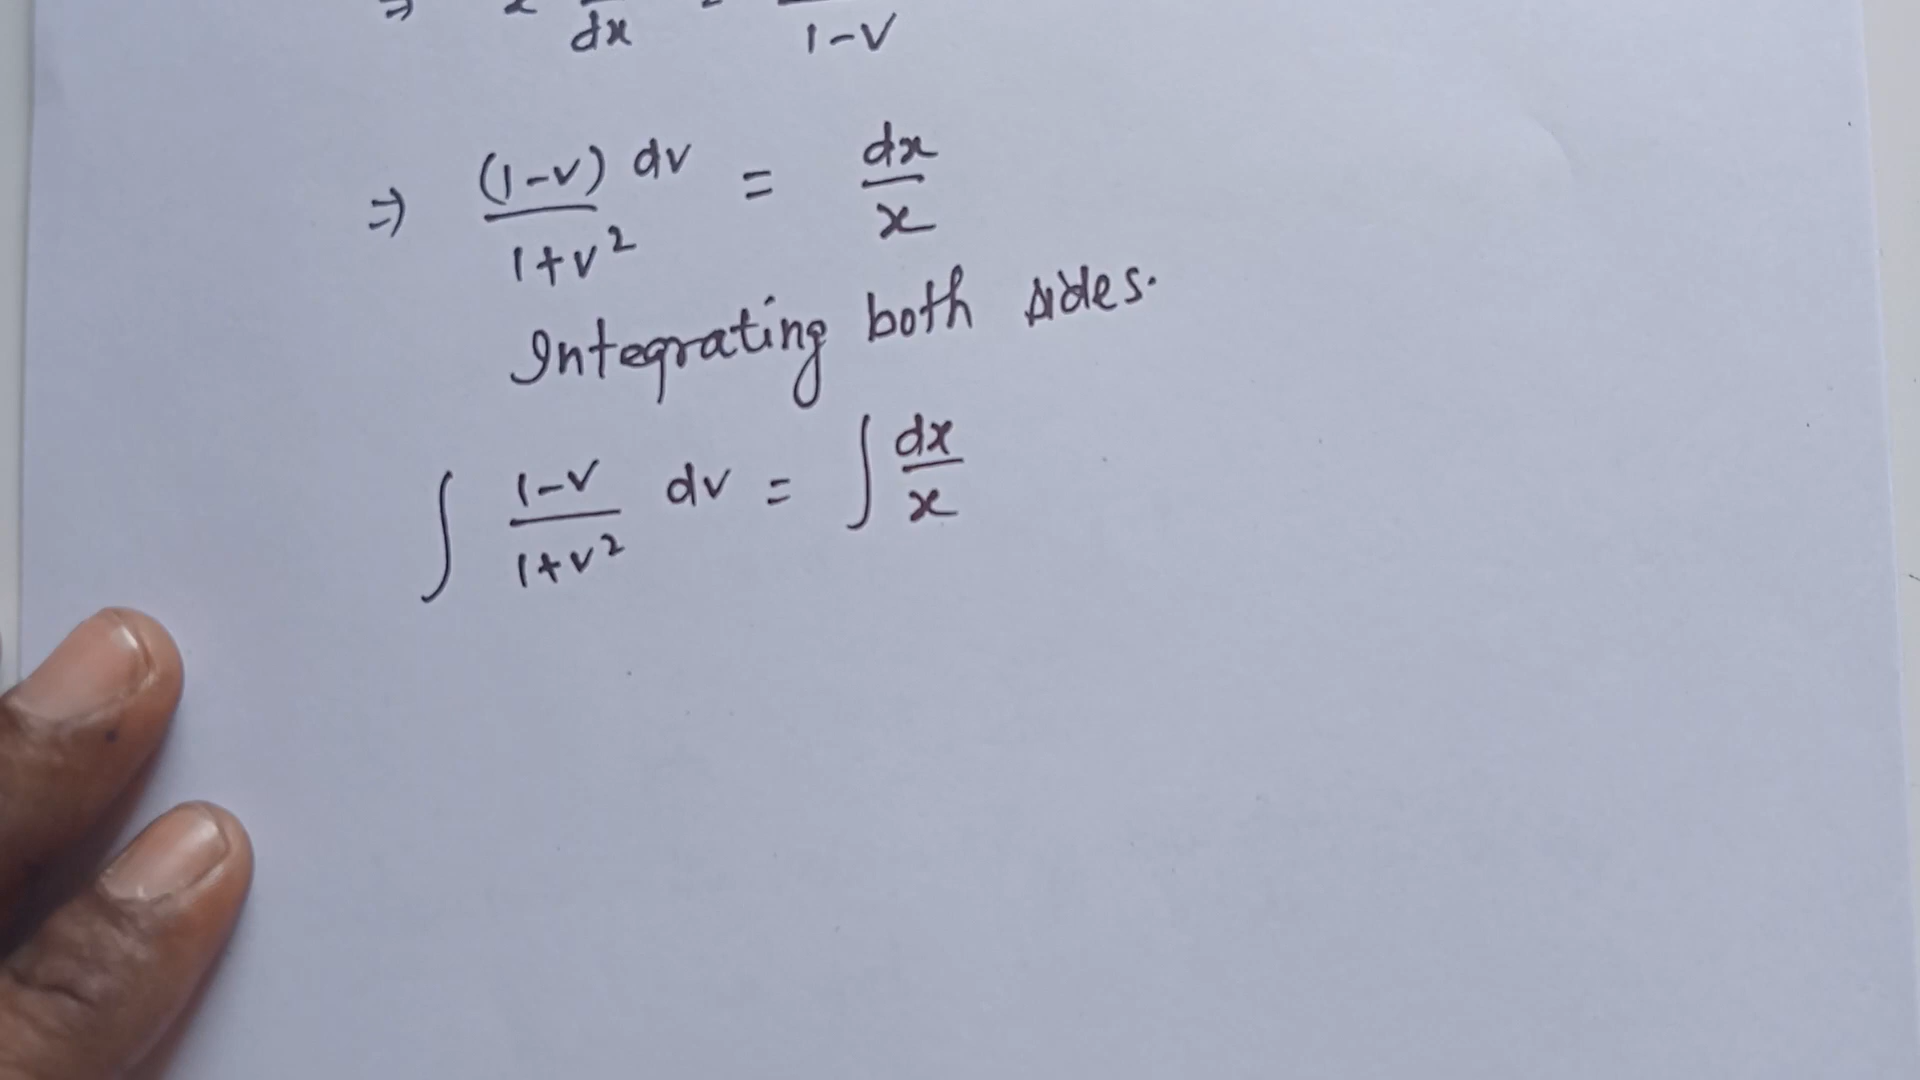 ⇒ x dx = 1-v
⇒ (1-v) dv / 1+v² = dx / x
Integrating both sides.
∫ 1-v / 1+v² dv = ∫ dx / x